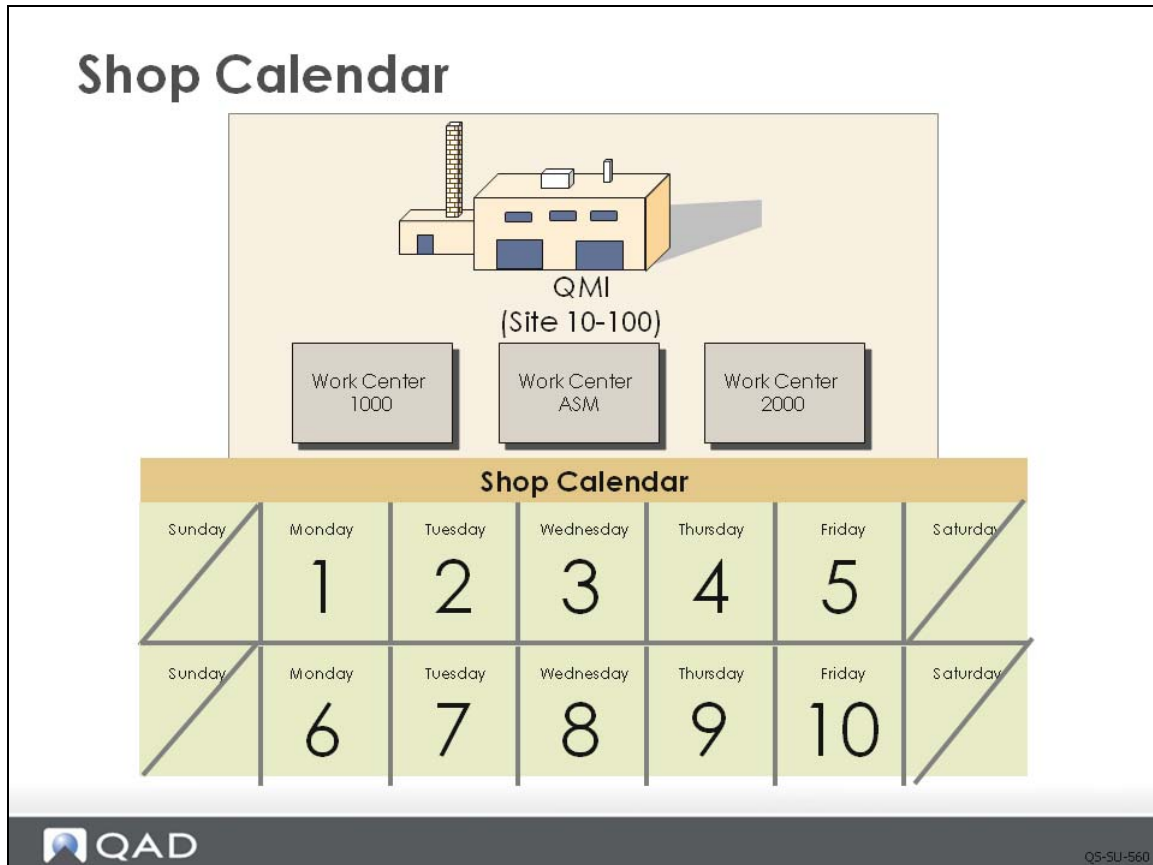 Shop Calendar
QMI
(Site 10-100)
Work Center
1000
Work Center
ASM
Work Center
2000
Shop Calendar
Sunday Monday Tuesday Wednesday Thursday Friday Saturday
1 2 3 4 5
Sunday Monday Tuesday Wednesday Thursday Friday Saturday
6 7 8 9 10
QAD
QS-SU-560